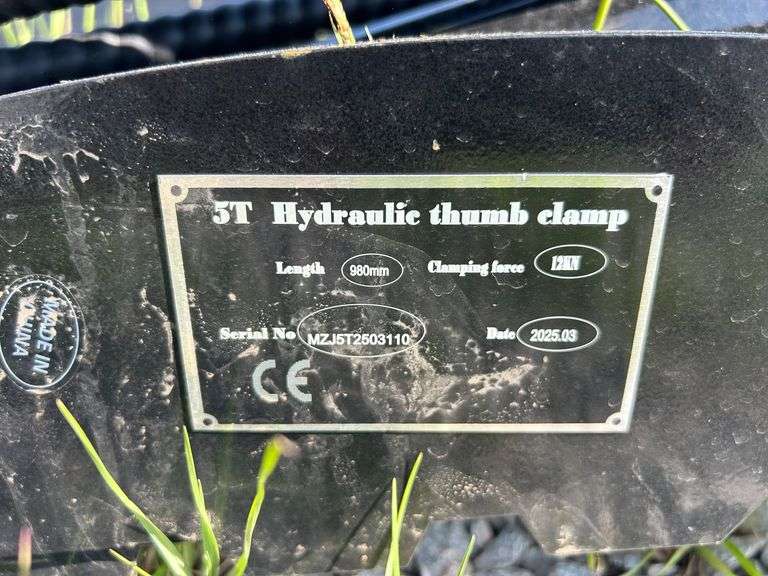 5T Hydraulic thumb clamp
Length 980mm Clamping force 12KN
Serial No MZJ5T2503110 Date 2025.03
CE
MADE IN
CHINA